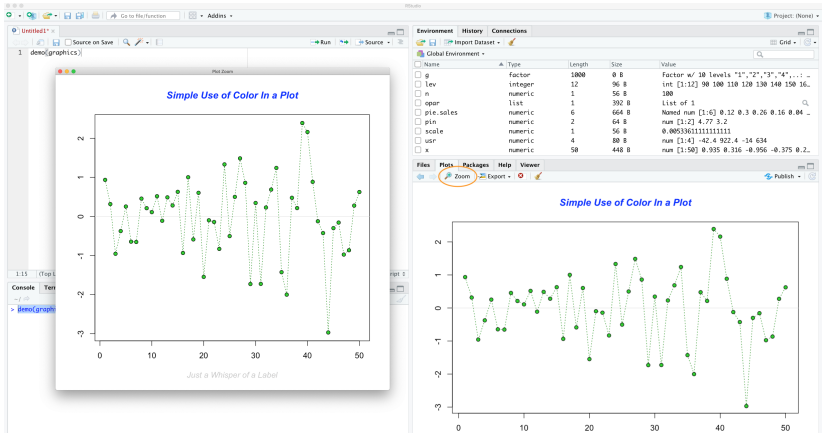 RStudio
Go to file/function
Addins
Project: (None)
Untitled1*
Source on Save
Run
Source
1 demo(graphics)
Plot Zoom
Simple Use of Color In a Plot
2
1
0
-1
-2
-3
0 10 20 30 40 50
Just a Whisper of a Label
1:15 (Top L
ript
Console Terr
> demo(graph
Environment History Connections
Import Dataset
Grid
Global Environment
Name Type Length Size Value
g factor 1000 0 B Factor w/ 10 levels "1","2","3","4",..: …
lev integer 12 96 B int [1:12] 90 100 110 120 130 140 150 16…
n numeric 1 56 B 100
opar list 1 392 B List of 1
pie.sales numeric 6 664 B Named num [1:6] 0.12 0.3 0.26 0.16 0.04 …
pin numeric 2 64 B num [1:2] 4.77 3.2
scale numeric 1 56 B 0.00533611111111111
usr numeric 4 80 B num [1:4] -42.4 922.4 -14 634
x numeric 50 448 B num [1:50] 0.935 0.316 -0.956 -0.375 0.2…
Files Plots Packages Help Viewer
Zoom Export Publish
Simple Use of Color In a Plot
2
1
0
-1
-2
-3
0 10 20 30 40 50